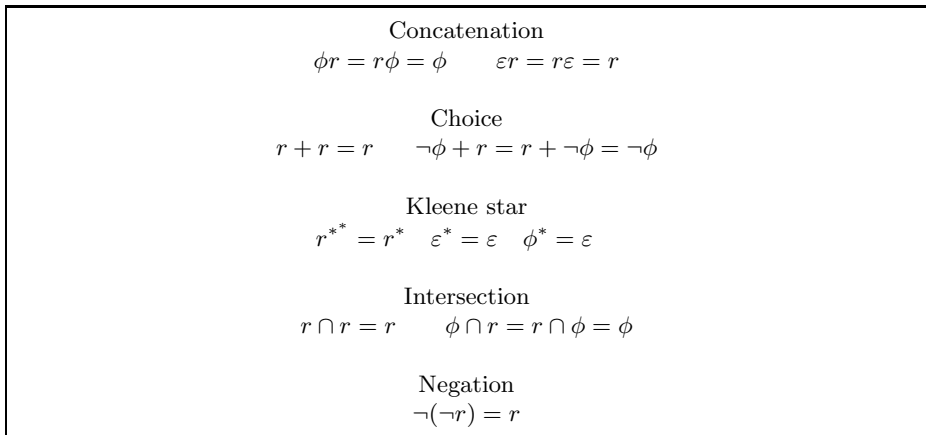 Concatenation
ϕr = rϕ = ϕ εr = rε = r
Choice
r + r = r ¬ϕ + r = r + ¬ϕ = ¬ϕ
Kleene star
r^{*^*} = r^* ε^* = ε ϕ^* = ε
Intersection
r ∩ r = r ϕ ∩ r = r ∩ ϕ = ϕ
Negation
¬(¬r) = r